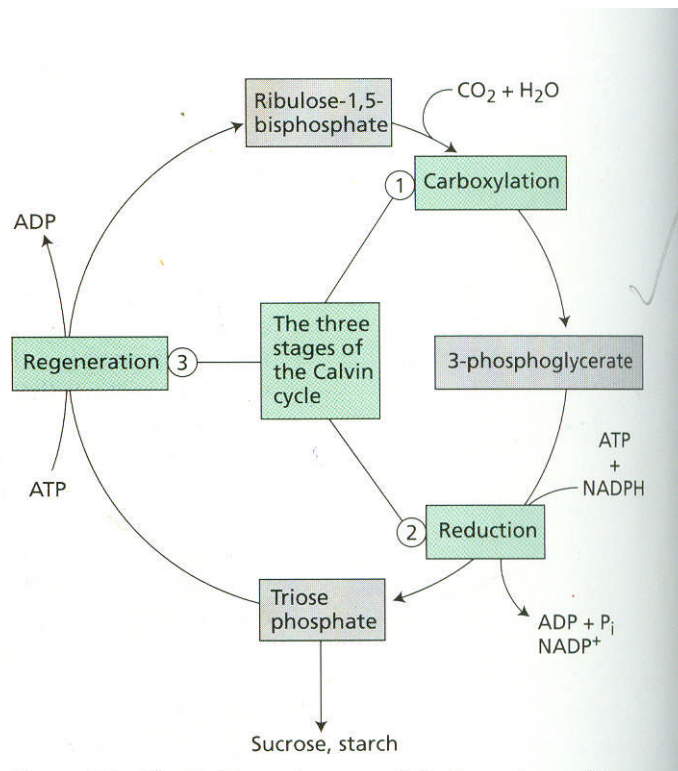 Ribulose-1,5-
bisphosphate
CO₂ + H₂O
1
Carboxylation
ADP
The three
stages of
the Calvin
cycle
Regeneration
3
3-phosphoglycerate
ATP
+
NADPH
ATP
2
Reduction
Triose
phosphate
ADP + Pᵢ
NADP⁺
Sucrose, starch